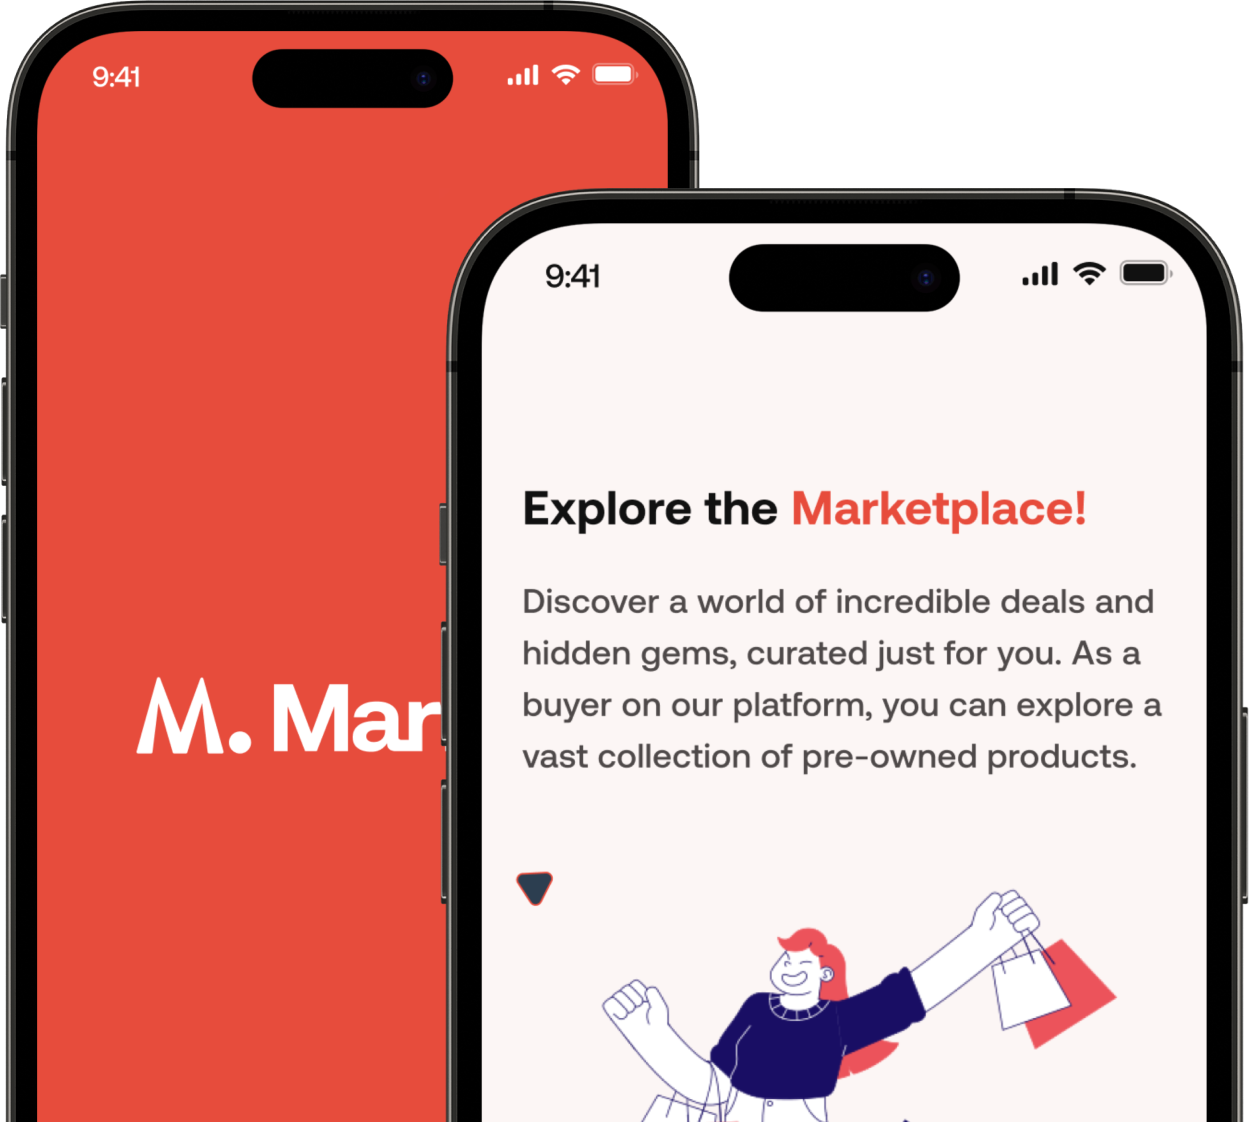 9:41
M. Mar
9:41
Explore the Marketplace!
Discover a world of incredible deals and
hidden gems, curated just for you. As a
buyer on our platform, you can explore a
vast collection of pre-owned products.